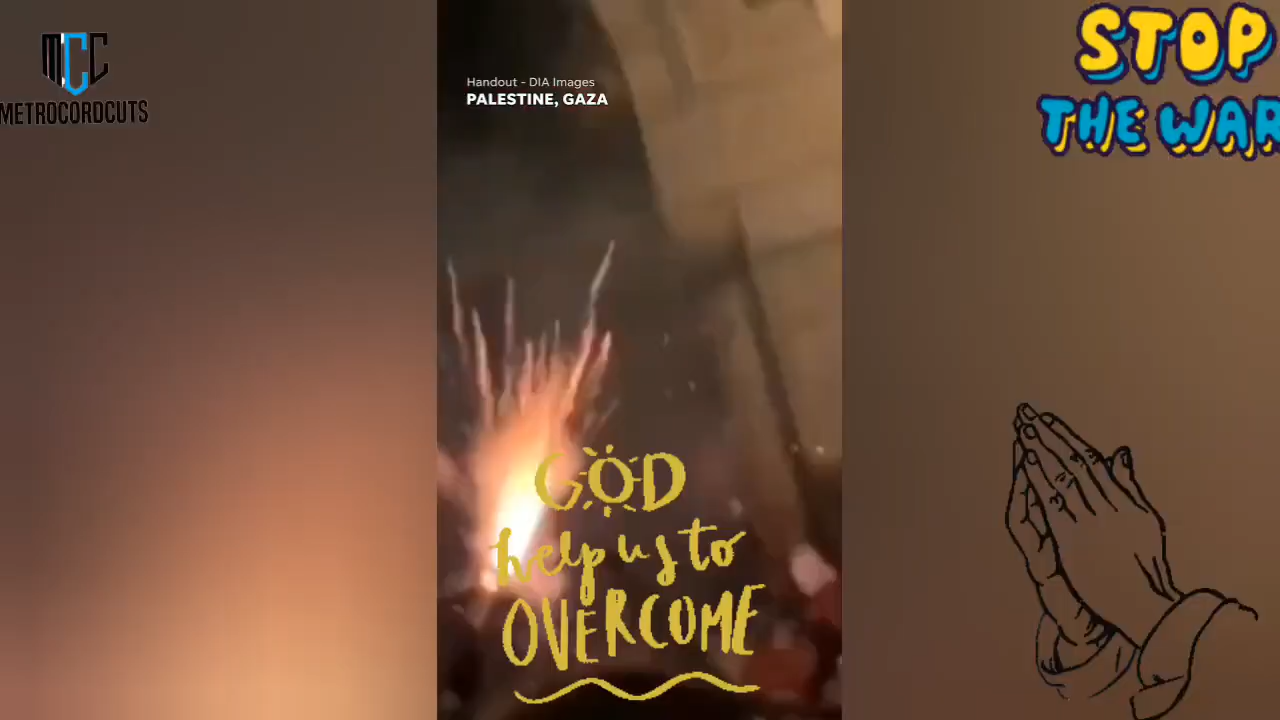 MCC
METROCORDCUTS
Handout - DIA Images
PALESTINE, GAZA
STOP
THE WAR
GOD
help us to
OVERCOME